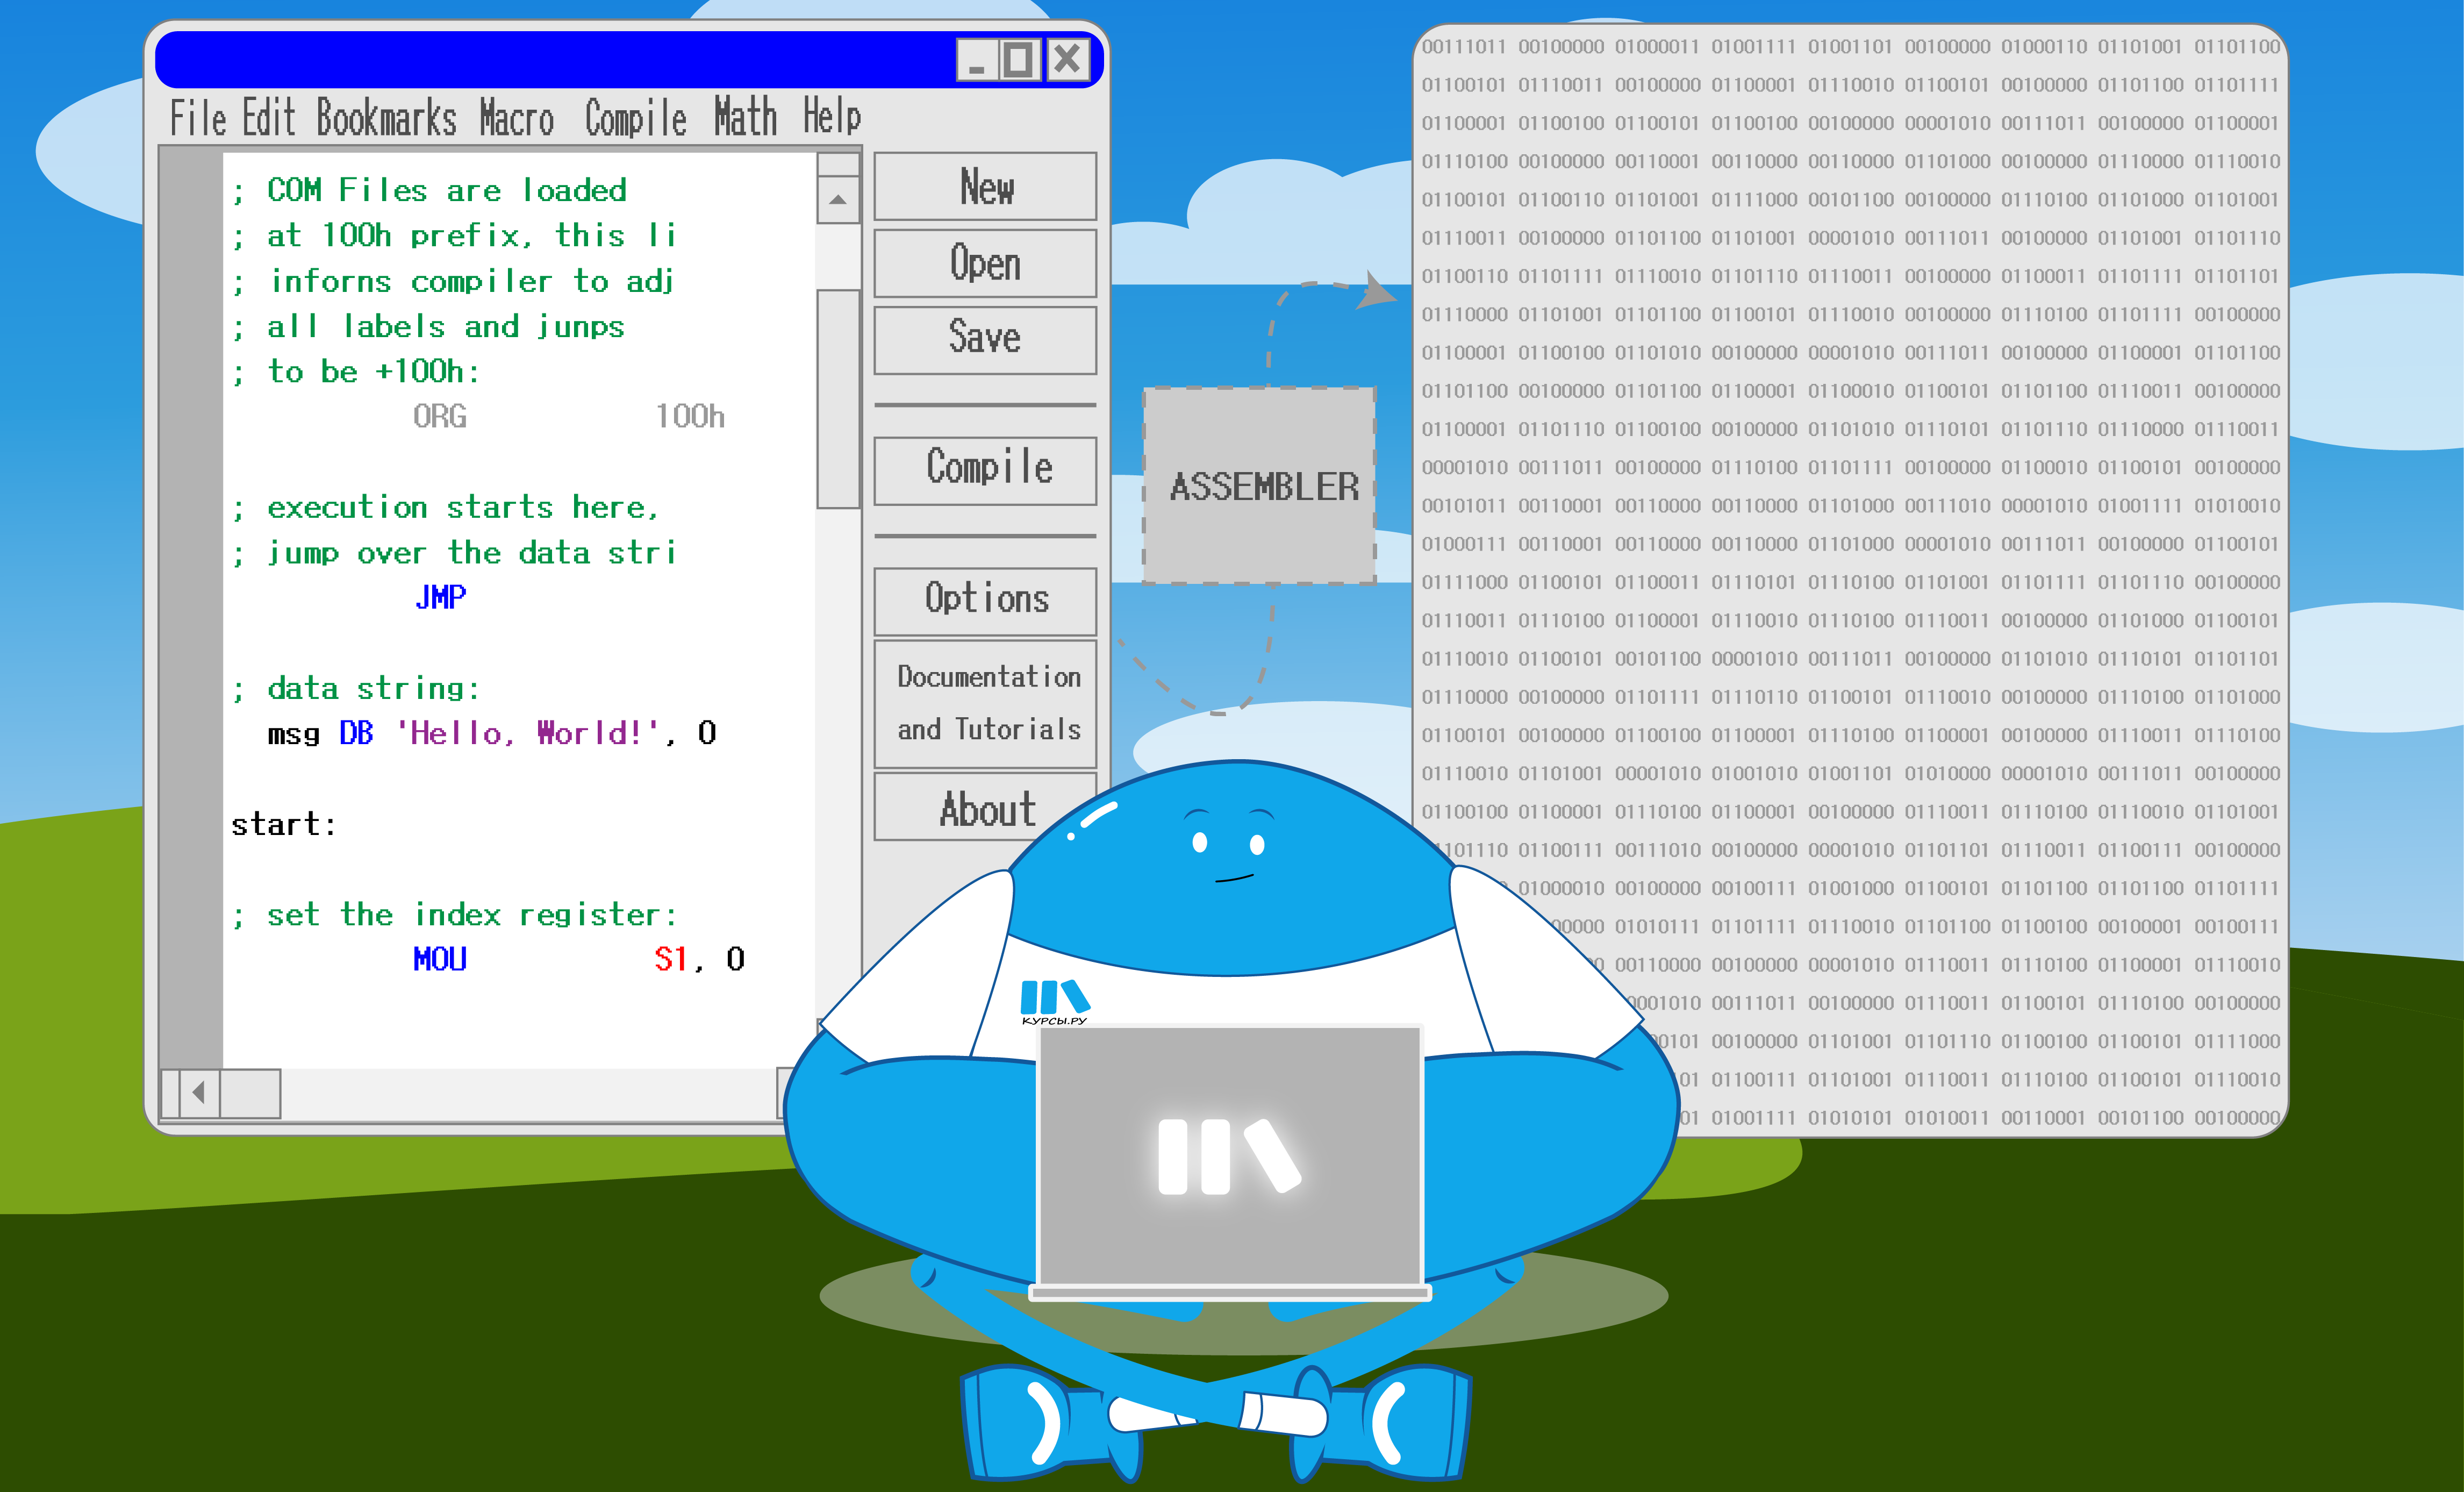 File Edit Bookmarks Macro Compile Math Help
; COM Files are loaded
; at 100h prefix, this li
; inforns compiler to adj
; all labels and junps
; to be +100h:
ORG 100h
; execution starts here,
; jump over the data stri
JMP
; data string:
msg DB 'Hello, World!', 0
start:
; set the index register:
MOU S1, 0
New
Open
Save
Compile
Options
Documentation
and Tutorials
About
ASSEMBLER
00111011 00100000 01000011 01001111 01001101 00100000 01000110 01101001 01101100
01100101 01110011 00100000 01100001 01110010 01100101 00100000 01101100 01101111
01100001 01100100 01100101 01100100 00100000 00001010 00111011 00100000 01100001
01110100 00100000 00110001 00110000 00110000 01101000 00100000 01110000 01110010
01100101 01100110 01101001 01111000 00101100 00100000 01110100 01101000 01101001
01110011 00100000 01101100 01101001 00001010 00111011 00100000 01101001 01101110
01100110 01101111 01110010 01101110 01110011 00100000 01100011 01101111 01101101
01110000 01101001 01101100 01100101 01110010 00100000 01110100 01101111 00100000
01100001 01100100 01101010 00100000 00001010 00111011 00100000 01100001 01101100
01101100 00100000 01101100 01100001 01100010 01100101 01101100 01110011 00100000
01100001 01101110 01100100 00100000 01101010 01110101 01101110 01110000 01110011
00001010 00111011 00100000 01110100 01101111 00100000 01100010 01100101 00100000
00101011 00110001 00110000 00110000 01101000 00111010 00001010 01001111 01010010
01000111 00110001 00110000 00110000 01101000 00001010 00111011 00100000 01100101
01111000 01100101 01100011 01110101 01110100 01101001 01101111 01101110 00100000
01110011 01110100 01100001 01110010 01110100 01110011 00100000 01101000 01100101
01110010 01100101 00101100 00001010 00111011 00100000 01101010 01110101 01101101
01110000 00100000 01101111 01110110 01100101 01110010 00100000 01110100 01101000
01100101 00100000 01100100 01100001 01110100 01100001 00100000 01110011 01110100
01110010 01101001 00001010 01001010 01001101 01010000 00001010 00111011 00100000
01100100 01100001 01110100 01100001 00100000 01110011 01110100 01110010 01101001
1101110 01100111 00111010 00100000 00001010 01101101 01110011 01100111 00100000
01000010 00100000 00100111 01001000 01100101 01101100 01101100 01101111
0000 01010111 01101111 01110010 01101100 01100100 00100001 00100111
0 00110000 00100000 00001010 01110011 01110100 01100001 01110010
0001010 00111011 00100000 01110011 01100101 01110100 00100000
0101 00100000 01101001 01101110 01100100 01100101 01111000
01 01100111 01101001 01110011 01110100 01100101 01110010
01 01001111 01010101 01010011 00110001 00101100 00100000
КУРСЫ.РУ